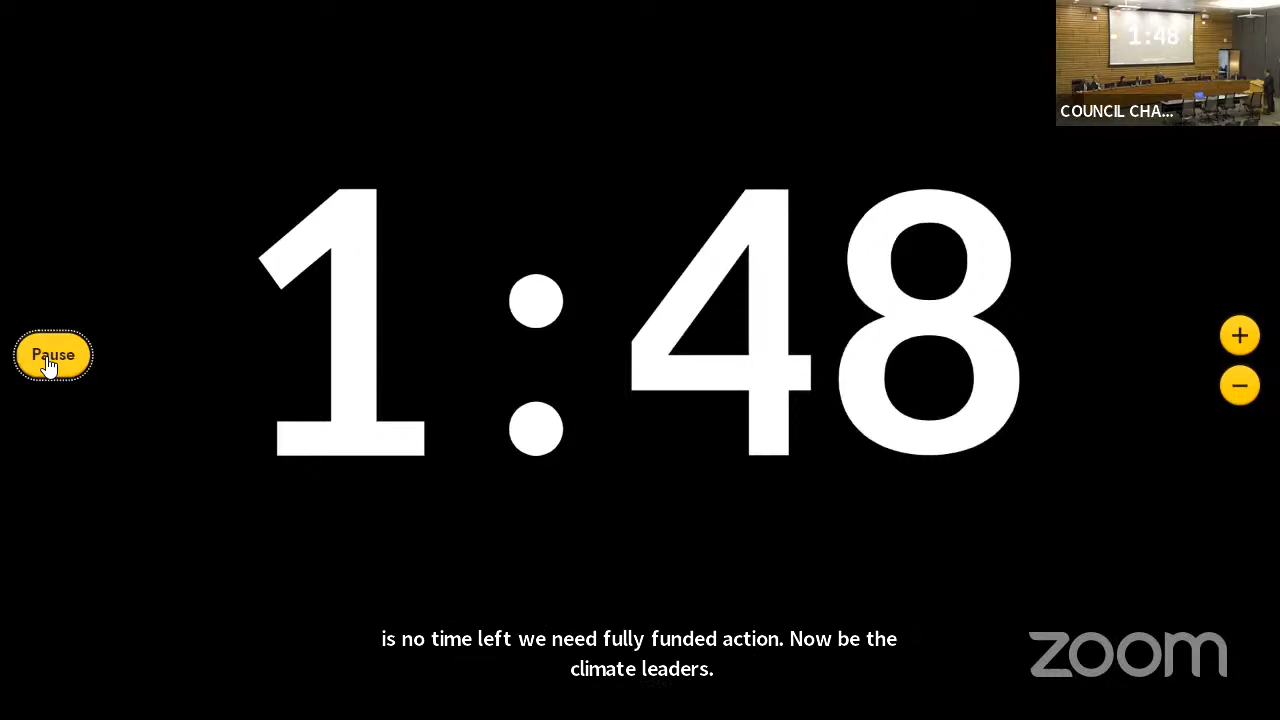 1:48
COUNCIL CHA...
1:48
Pause
+
−
is no time left we need fully funded action. Now be the
climate leaders.
zoom